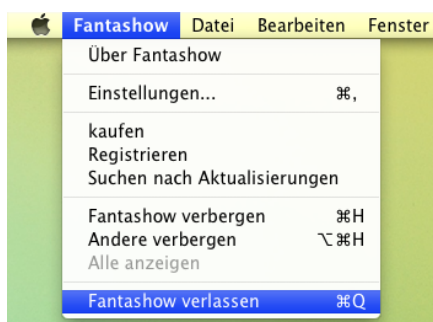 Fantashow Datei Bearbeiten Fenster
Über Fantashow
Einstellungen... ⌘,
kaufen
Registrieren
Suchen nach Aktualisierungen
Fantashow verbergen ⌘H
Andere verbergen ⌥⌘H
Alle anzeigen
Fantashow verlassen ⌘Q